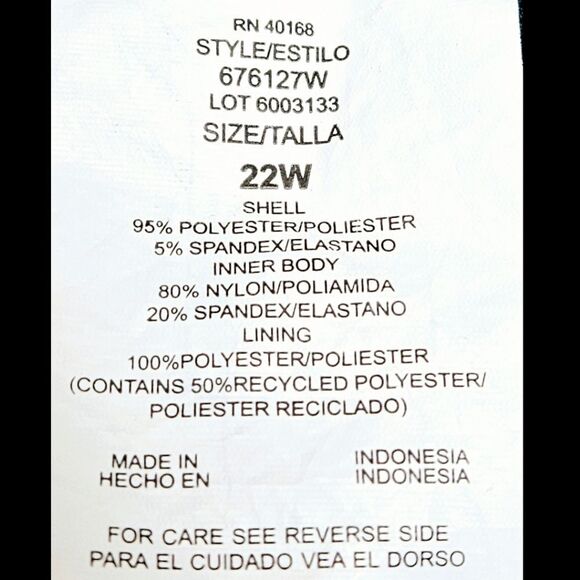 RN 40168
STYLE/ESTILO
676127W
LOT 6003133
SIZE/TALLA
22W
SHELL
95% POLYESTER/POLIESTER
5% SPANDEX/ELASTANO
INNER BODY
80% NYLON/POLIAMIDA
20% SPANDEX/ELASTANO
LINING
100%POLYESTER/POLIESTER
(CONTAINS 50%RECYCLED POLYESTER/
POLIESTER RECICLADO)
MADE IN INDONESIA
HECHO EN INDONESIA
FOR CARE SEE REVERSE SIDE
PARA EL CUIDADO VEA EL DORSO